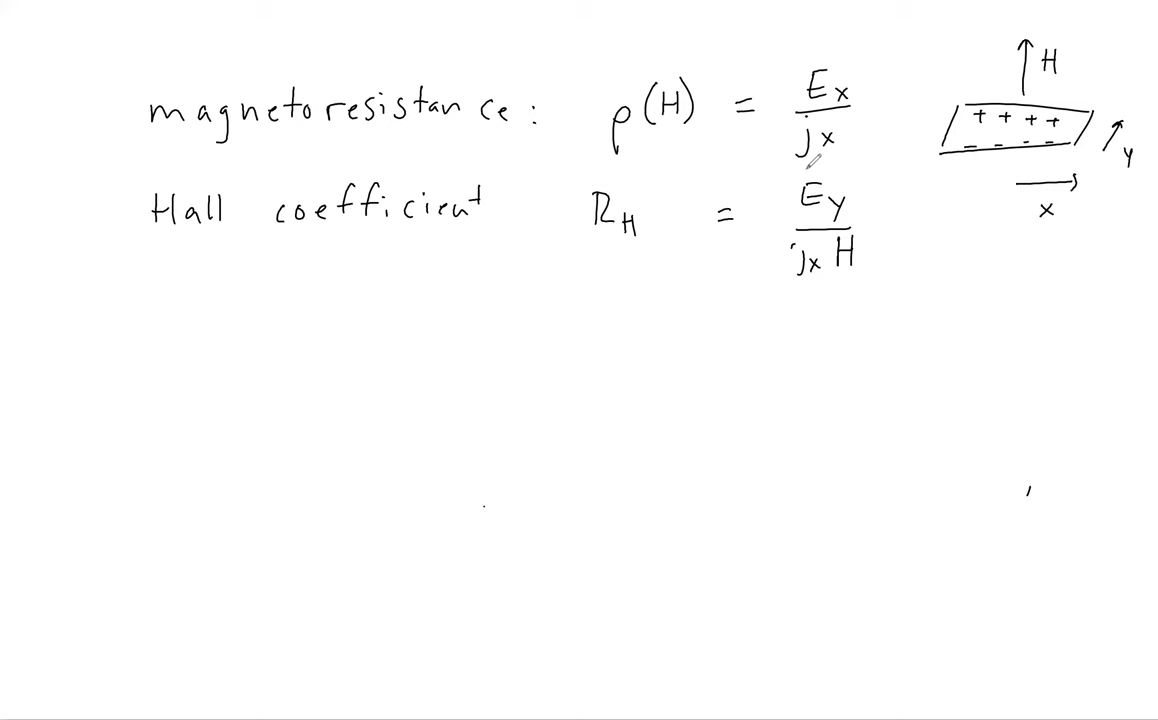 magnetoresistance: ρ(H) = Ex / jx
Hall coefficient RH = Ey / jx H
H
+ + + +
- - - -
y
x